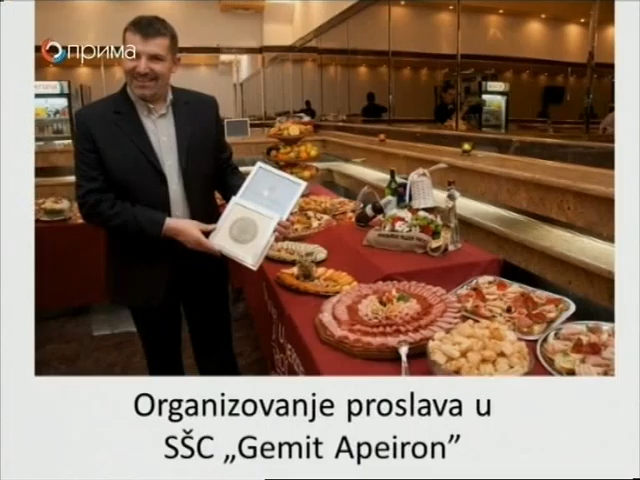 прима
Organizovanje proslava u
SŠC „Gemit Apeiron”